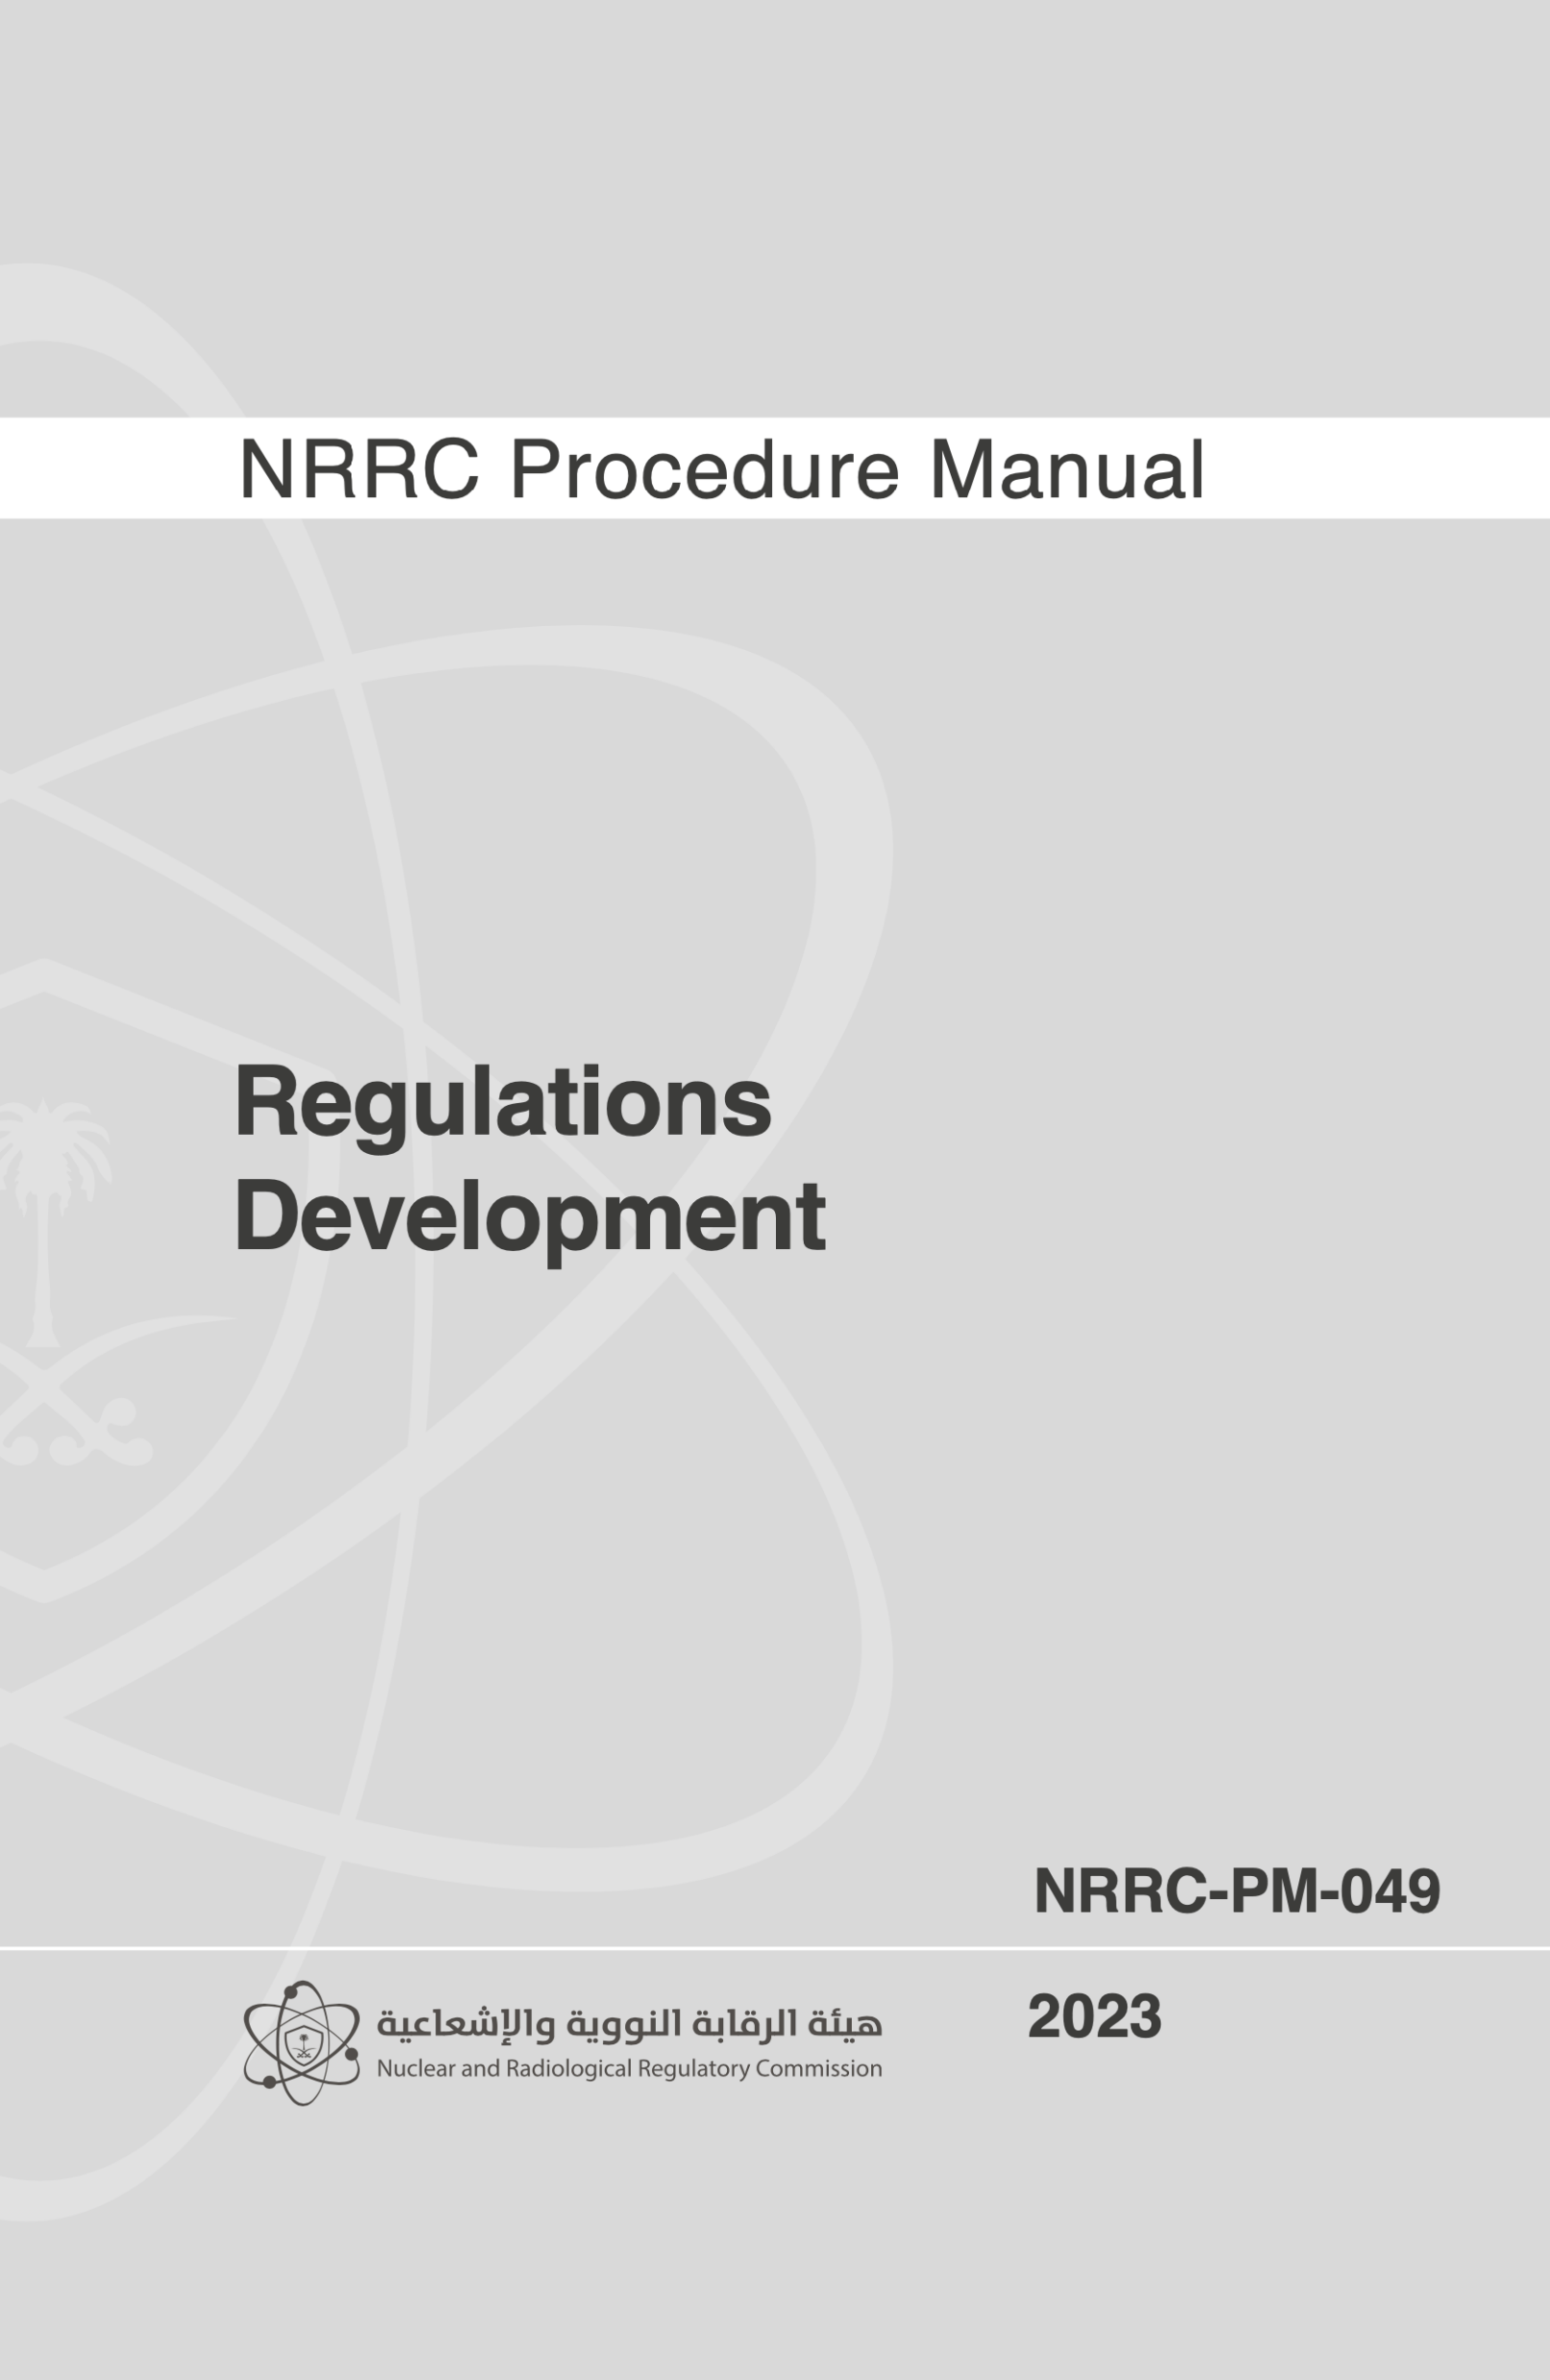 NRRC Procedure Manual
Regulations
Development
NRRC-PM-049
هيئة الرقابة النووية والإشعاعية
Nuclear and Radiological Regulatory Commission
2023